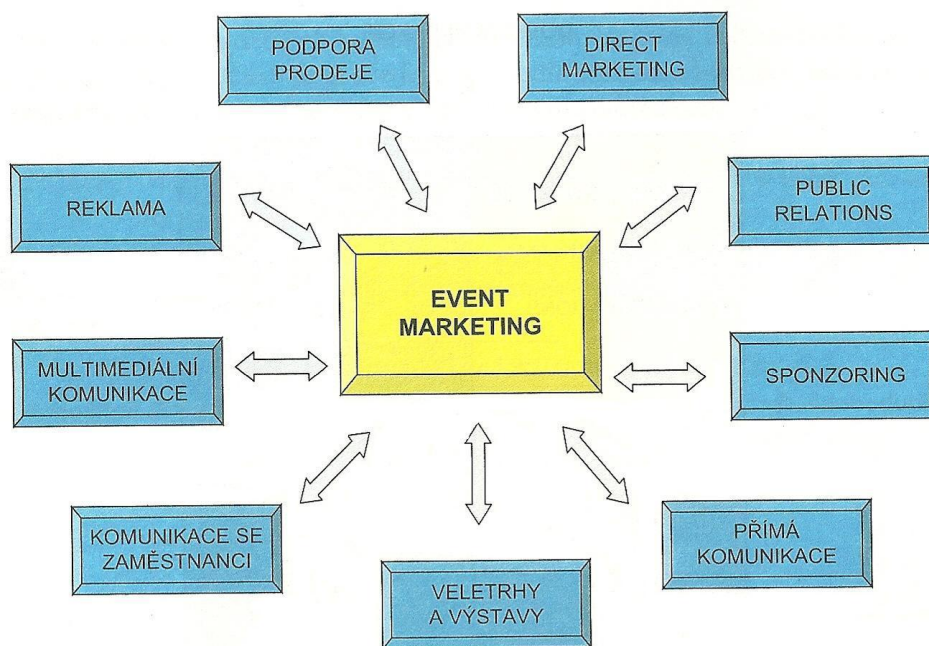 PODPORA
PRODEJE
DIRECT
MARKETING
REKLAMA
PUBLIC
RELATIONS
EVENT
MARKETING
MULTIMEDIÁLNÍ
KOMUNIKACE
SPONZORING
KOMUNIKACE SE
ZAMĚSTNANCI
VELETRHY
A VÝSTAVY
PŘÍMÁ
KOMUNIKACE